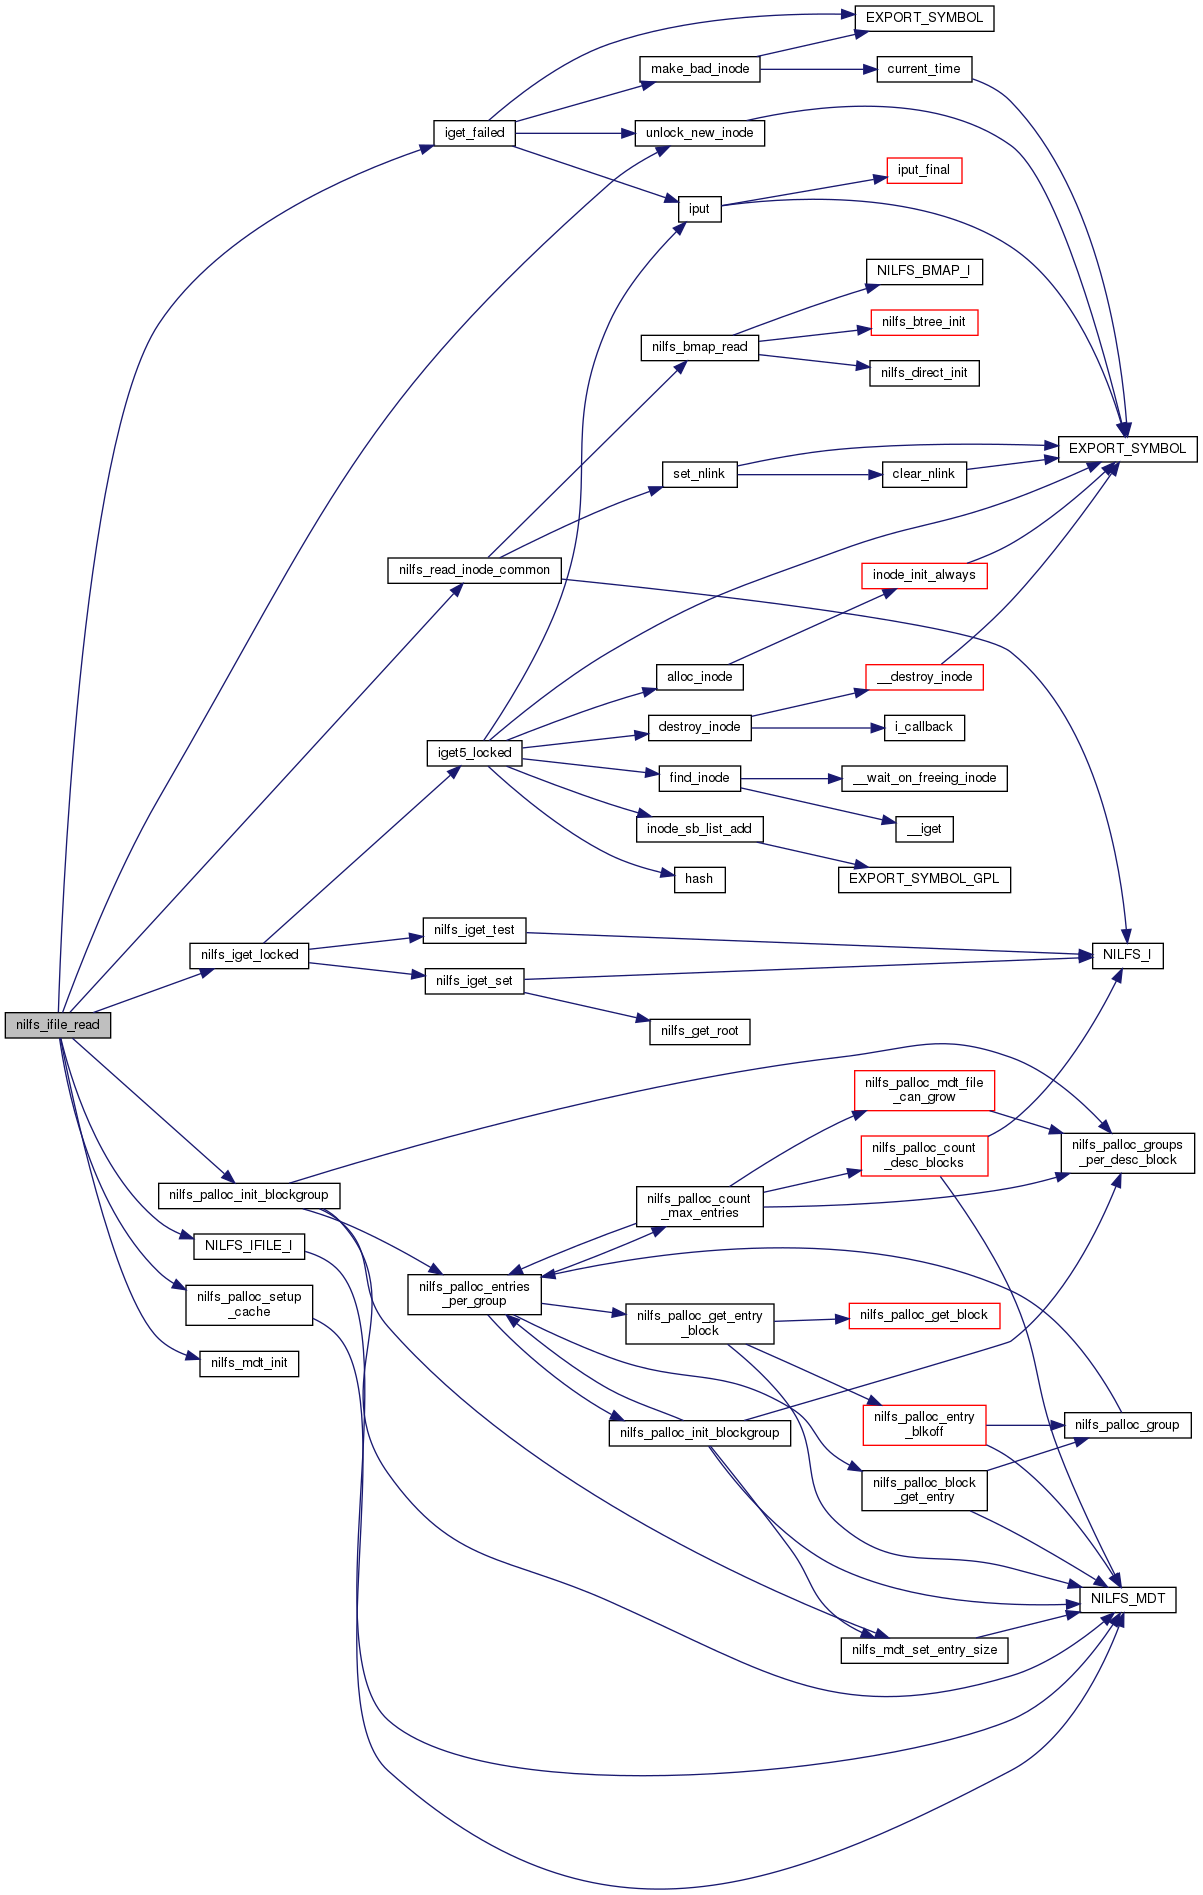 EXPORT_SYMBOL
make_bad_inode
current_time
iget_failed
unlock_new_inode
iput_final
iput
NILFS_BMAP_I
nilfs_btree_init
nilfs_bmap_read
nilfs_direct_init
EXPORT_SYMBOL
set_nlink
clear_nlink
nilfs_read_inode_common
inode_init_always
alloc_inode
__destroy_inode
destroy_inode
i_callback
iget5_locked
find_inode
__wait_on_freeing_inode
inode_sb_list_add
__iget
hash
EXPORT_SYMBOL_GPL
nilfs_iget_test
nilfs_iget_locked
NILFS_I
nilfs_iget_set
nilfs_ifile_read
nilfs_get_root
nilfs_palloc_mdt_file
_can_grow
nilfs_palloc_count
_desc_blocks
nilfs_palloc_groups
_per_desc_block
nilfs_palloc_init_blockgroup
nilfs_palloc_count
_max_entries
NILFS_IFILE_I
nilfs_palloc_entries
_per_group
nilfs_palloc_setup
_cache
nilfs_palloc_get_entry
_block
nilfs_palloc_get_block
nilfs_mdt_init
nilfs_palloc_entry
_blkoff
nilfs_palloc_group
nilfs_palloc_init_blockgroup
nilfs_palloc_block
_get_entry
NILFS_MDT
nilfs_mdt_set_entry_size